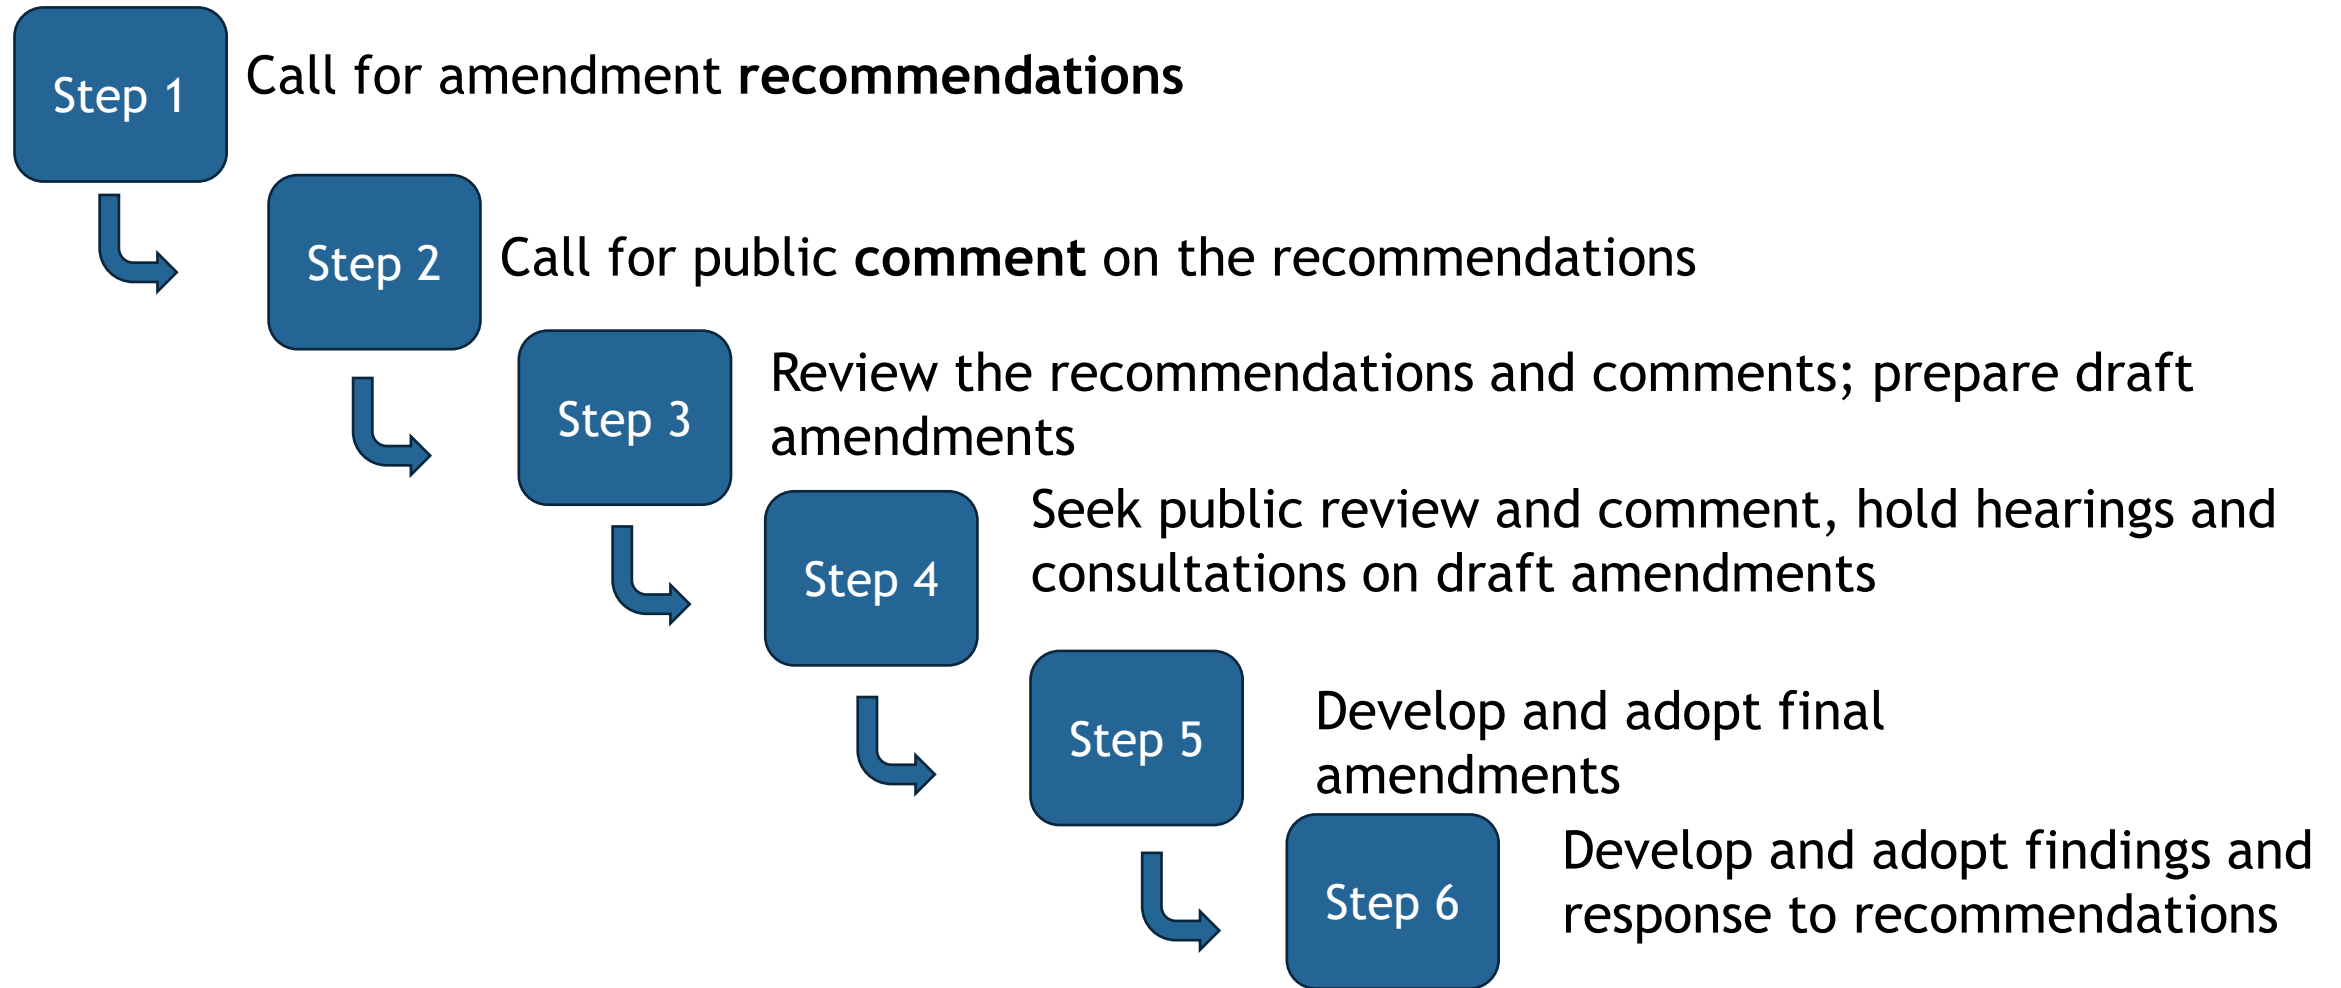 Step 1
Call for amendment recommendations
Step 2
Call for public comment on the recommendations
Step 3
Review the recommendations and comments; prepare draft
amendments
Step 4
Seek public review and comment, hold hearings and
consultations on draft amendments
Step 5
Develop and adopt final
amendments
Step 6
Develop and adopt findings and
response to recommendations